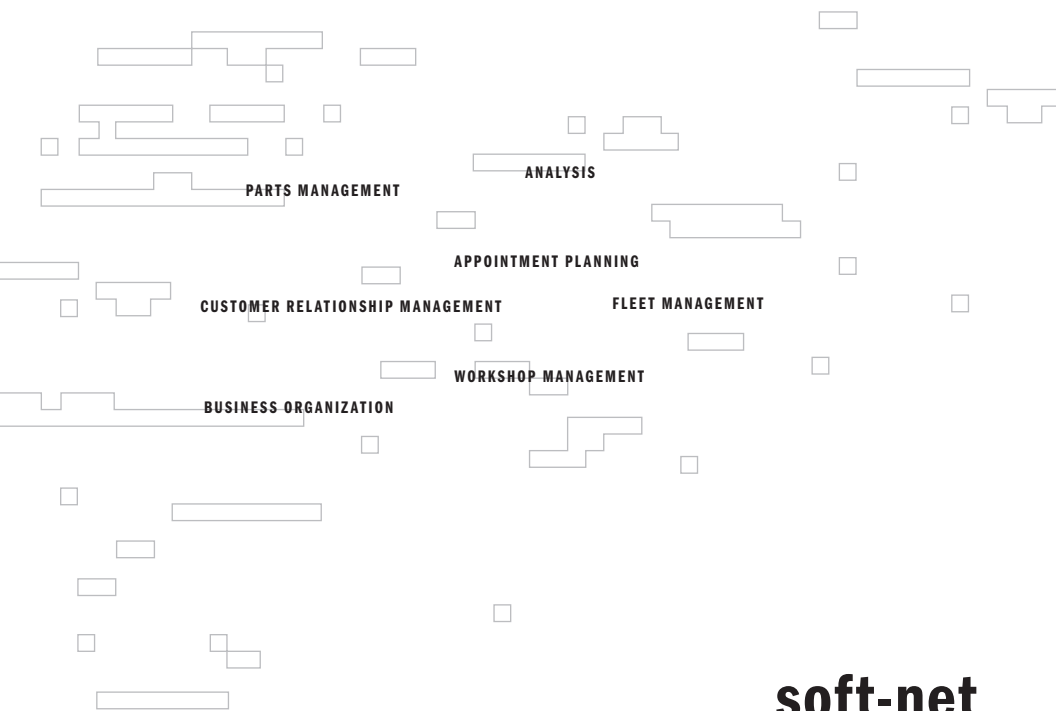 ANALYSIS
PARTS MANAGEMENT
APPOINTMENT PLANNING
FLEET MANAGEMENT
CUSTOMER RELATIONSHIP MANAGEMENT
WORKSHOP MANAGEMENT
BUSINESS ORGANIZATION
soft-net